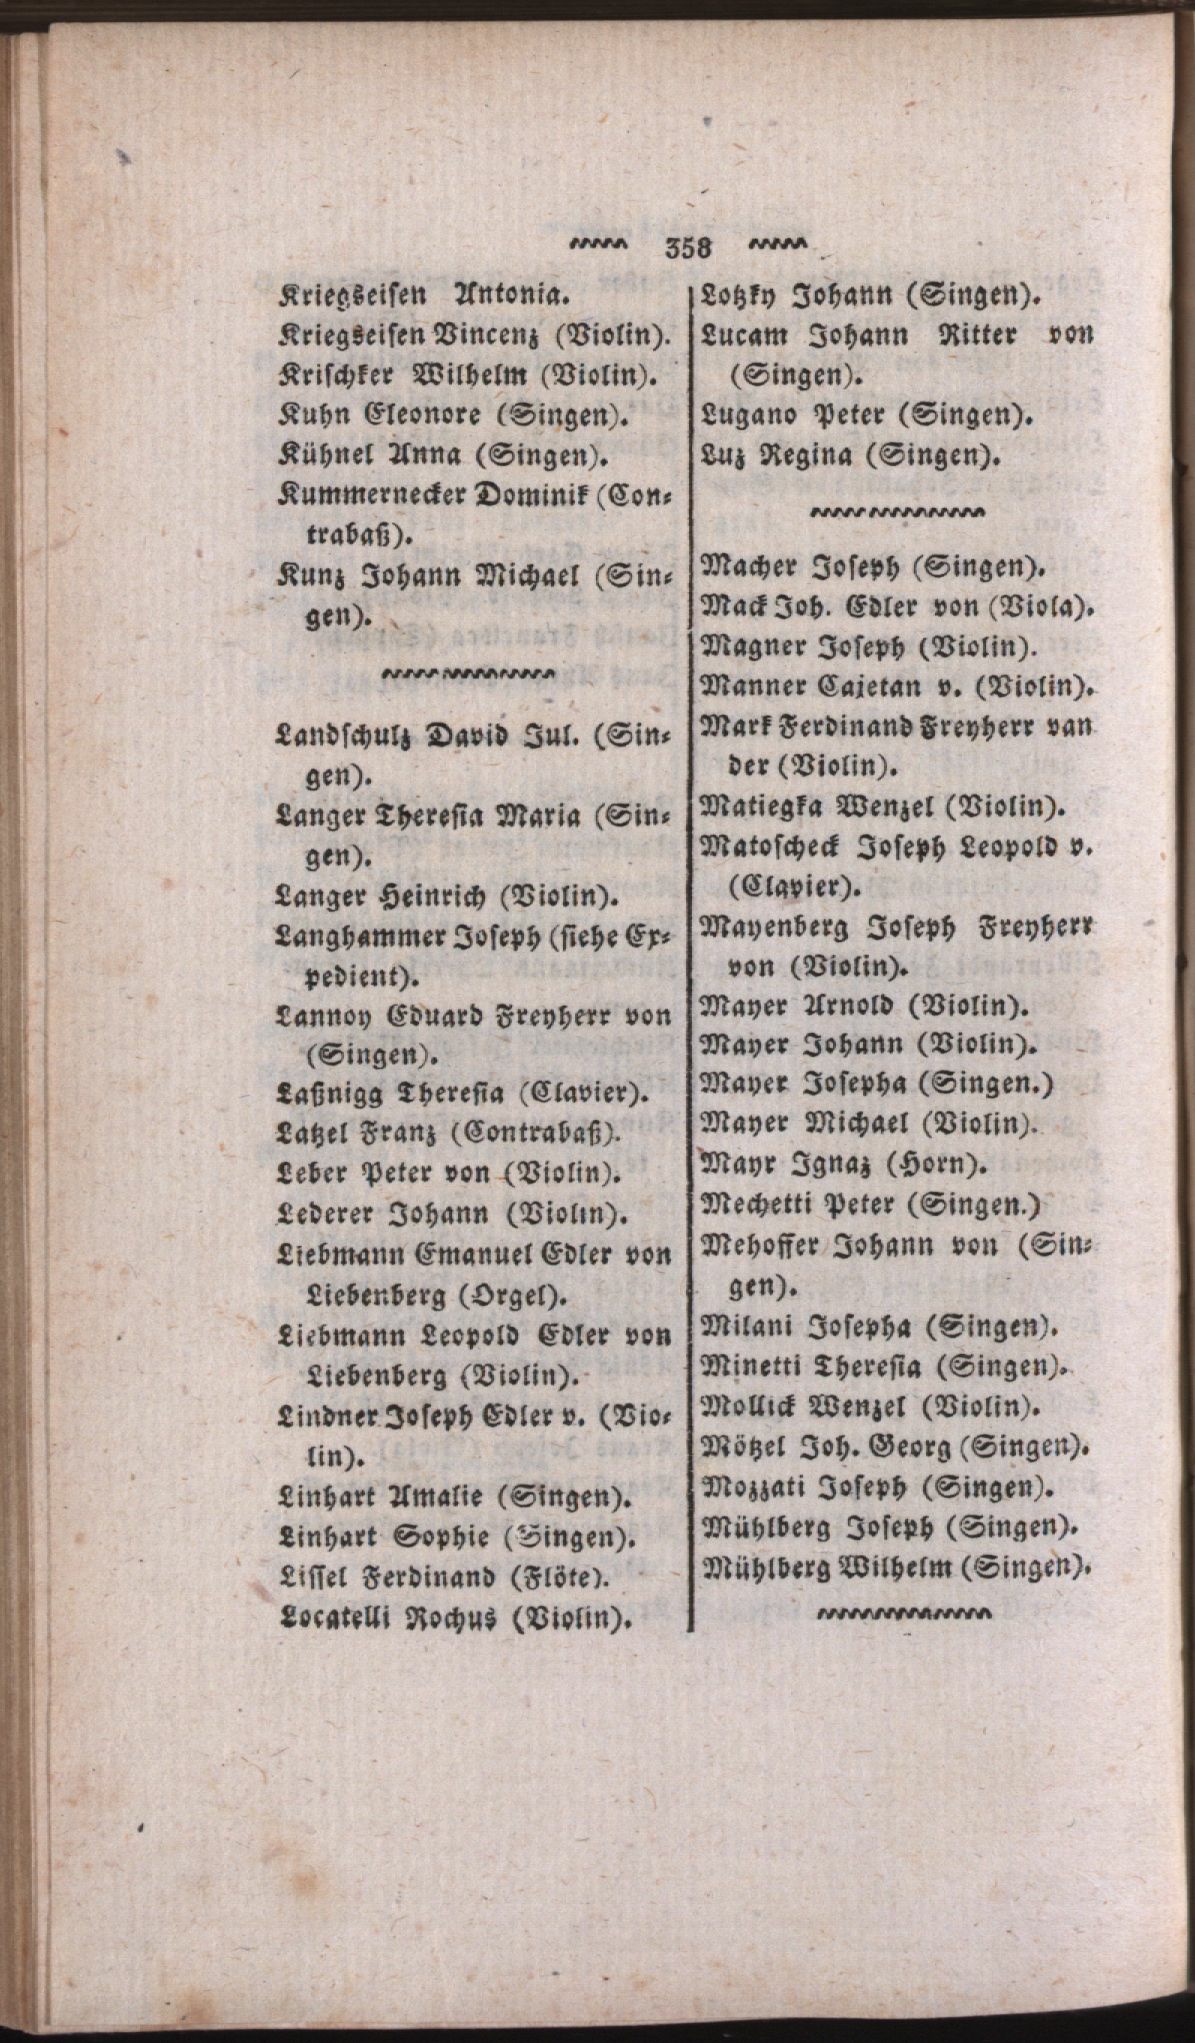 358
Kriegseisen Antonia.
Kriegseisen Vincenz (Violin).
Krischker Wilhelm (Violin).
Kuhn Eleonore (Singen).
Kühnel Anna (Singen).
Kummernecker Dominik (Con-
trabaß).
Kunz Johann Michael (Sin-
gen).
Landschulz David Jul. (Sin-
gen).
Langer Theresia Maria (Sin-
gen).
Langer Heinrich (Violin).
Langhammer Joseph (siehe Ex-
pedient).
Lannoy Eduard Freyherr von
(Singen).
Laßnigg Theresia (Clavier).
Latzel Franz (Contrabaß).
Leber Peter von (Violin).
Lederer Johann (Violin).
Liebmann Emanuel Edler von
Liebenberg (Orgel).
Liebmann Leopold Edler von
Liebenberg (Violin).
Lindner Joseph Edler v. (Vio-
lin).
Linhart Amalie (Singen).
Linhart Sophie (Singen).
Lissel Ferdinand (Flöte).
Locatelli Rochus (Violin).
Lotzky Johann (Singen).
Lucam Johann Ritter von
(Singen).
Lugano Peter (Singen).
Luz Regina (Singen).
Macher Joseph (Singen).
Mack Joh. Edler von (Viola).
Magner Joseph (Violin).
Manner Cajetan v. (Violin).
Mark Ferdinand Freyherr van
der (Violin).
Matiegka Wenzel (Violin).
Matoscheck Joseph Leopold v.
(Clavier).
Mayenberg Joseph Freyherr
von (Violin).
Mayer Arnold (Violin).
Mayer Johann (Violin).
Mayer Josepha (Singen.)
Mayer Michael (Violin).
Mayr Ignaz (Horn).
Mechetti Peter (Singen.)
Mehoffer Johann von (Sin-
gen).
Milani Josepha (Singen).
Minetti Theresia (Singen).
Mollick Wenzel (Violin).
Mötzel Joh. Georg (Singen).
Mozzati Joseph (Singen).
Mühlberg Joseph (Singen).
Mühlberg Wilhelm (Singen).